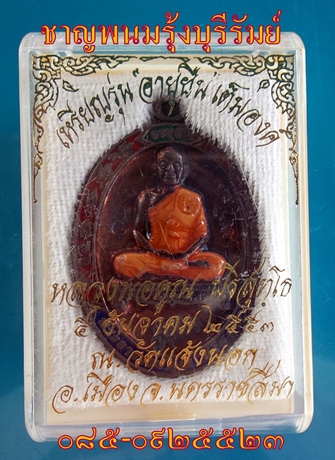 ชาญพนมรุ้งบุรีรัมย์
เหรียญรุ่น "อายุยืน" เต็มองค์
หลวงพ่อคูณ ปริสุทฺโธ
๕ ธันวาคม ๒๕๕๓
ณ. วัดแจ้งนอก
อ.เมือง จ.นครราชสีมา
๐๘๕-๐๙๒๕๕๒๓